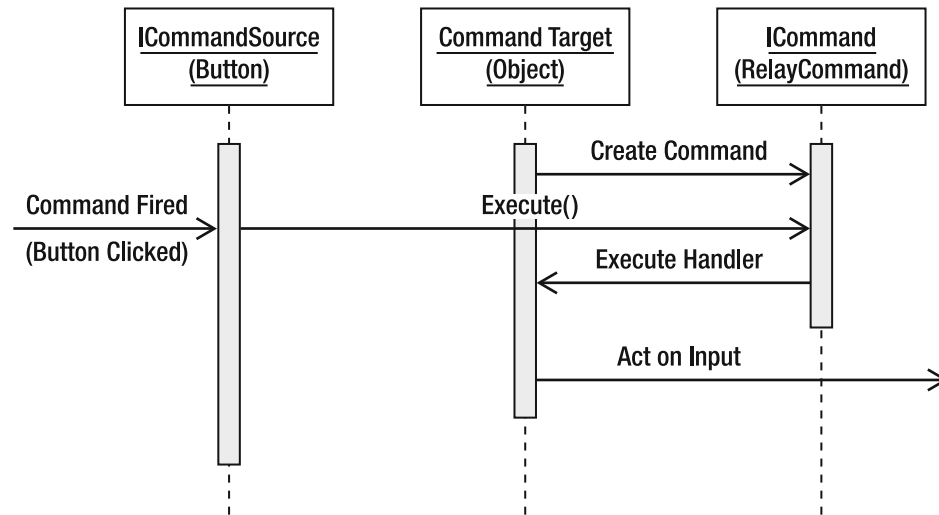 ICommandSource
(Button)
Command Target
(Object)
ICommand
(RelayCommand)
Create Command
Command Fired
(Button Clicked)
Execute()
Execute Handler
Act on Input